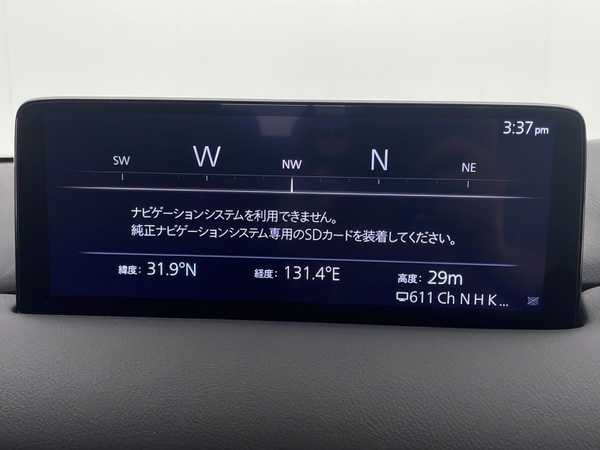 3:37 pm
SW W NW N NE
ナビゲーションシステムを利用できません。
純正ナビゲーションシステム専用のSDカードを装着してください。
緯度: 31.9°N 経度: 131.4°E 高度: 29m
611 Ch N H K...